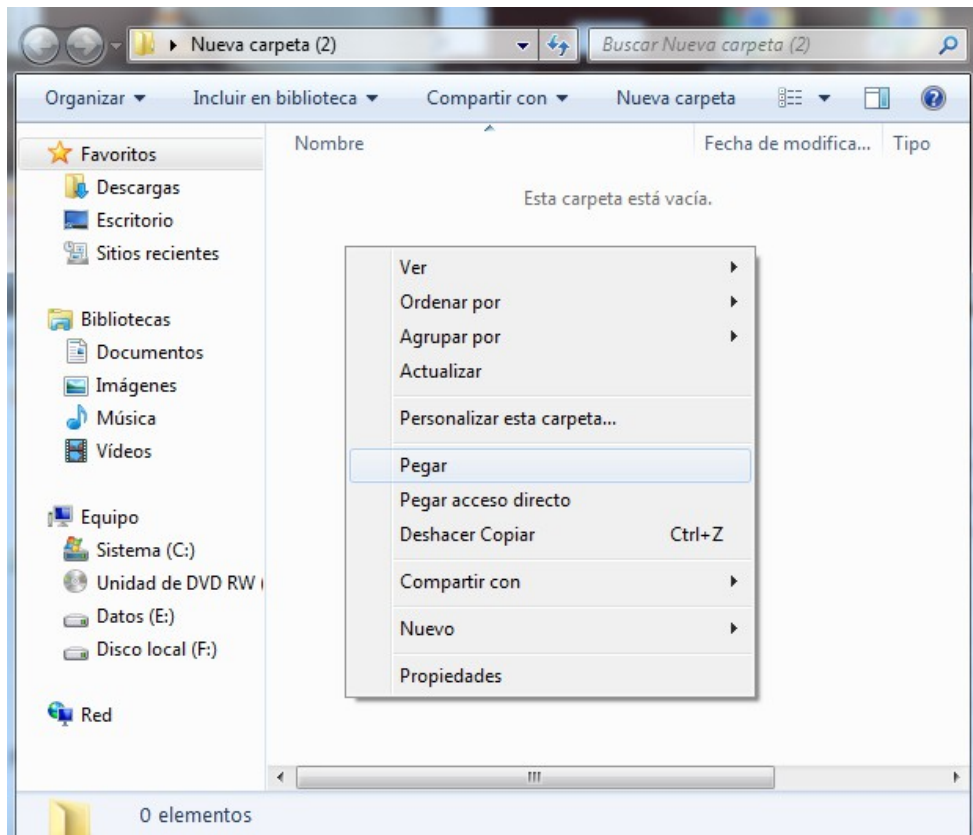 Nueva carpeta (2)
Buscar Nueva carpeta (2)
Organizar
Incluir en biblioteca
Compartir con
Nueva carpeta
Nombre
Fecha de modifica...
Tipo
Esta carpeta está vacía.
Favoritos
Descargas
Escritorio
Sitios recientes
Bibliotecas
Documentos
Imágenes
Música
Vídeos
Equipo
Sistema (C:)
Unidad de DVD RW (
Datos (E:)
Disco local (F:)
Red
Ver
Ordenar por
Agrupar por
Actualizar
Personalizar esta carpeta...
Pegar
Pegar acceso directo
Deshacer Copiar Ctrl+Z
Compartir con
Nuevo
Propiedades
0 elementos